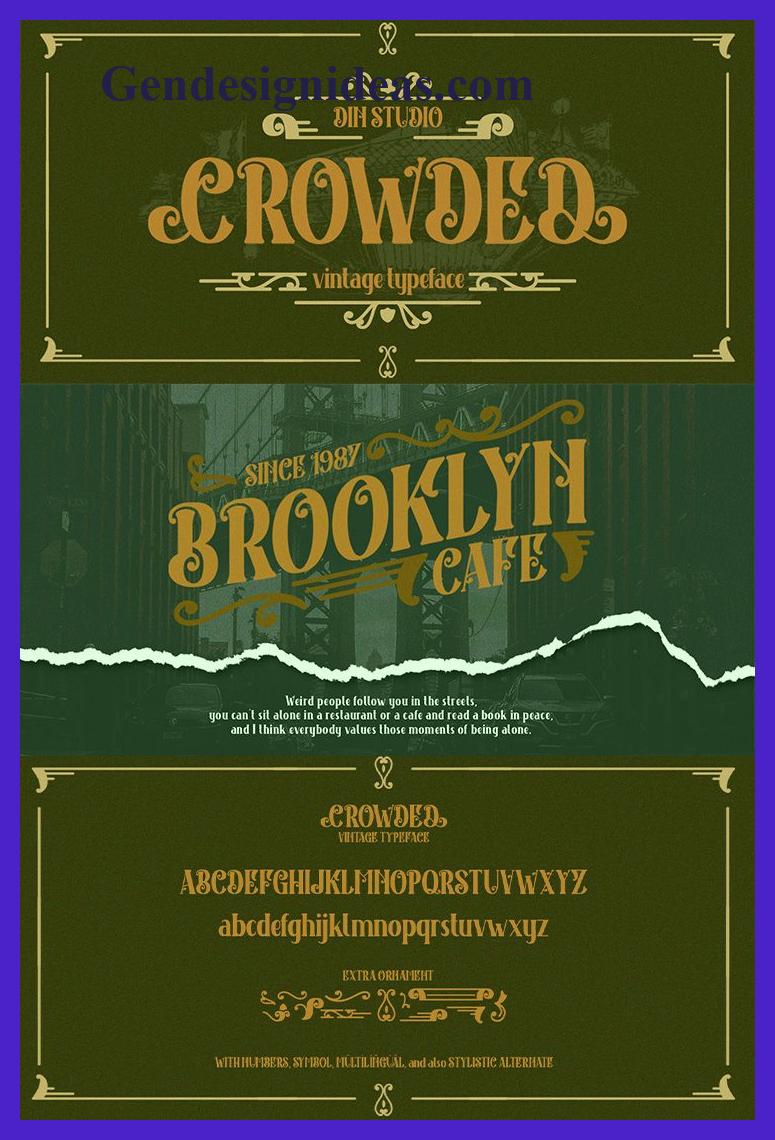 Gendesignideas.com
DIN STUDIO
CROWDED
vintage typeface
SINCE 1987
BROOKLYN
CAFE
Weird people follow you in the streets,
you can't sit alone in a restaurant or a cafe and read a book in peace,
and I think everybody values those moments of being alone.
CROWDED
VINTAGE TYPEFACE
ABCDEFGHIJKLMNOPQRSTUVWXYZ
abcdefghijklmnopqrstuvwxyz
EXTRA ORNAMENT
WITH NUMBERS, SYMBOL, MULTILINGUAL, and also STYLISTIC ALTERNATE